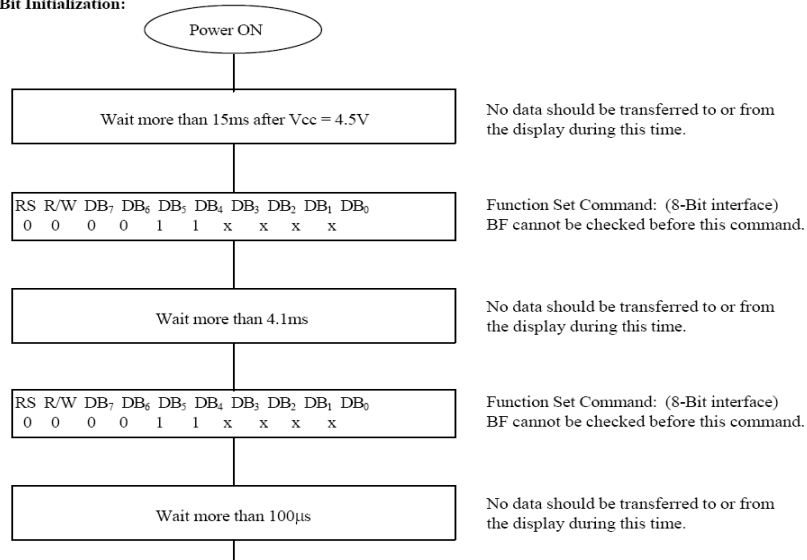 Bit Initialization:
Power ON
Wait more than 15ms after Vcc = 4.5V
No data should be transferred to or from
the display during this time.
RS R/W DB₇ DB₆ DB₅ DB₄ DB₃ DB₂ DB₁ DB₀
0 0 0 0 1 1 x x x x
Function Set Command: (8-Bit interface)
BF cannot be checked before this command.
Wait more than 4.1ms
No data should be transferred to or from
the display during this time.
RS R/W DB₇ DB₆ DB₅ DB₄ DB₃ DB₂ DB₁ DB₀
0 0 0 0 1 1 x x x x
Function Set Command: (8-Bit interface)
BF cannot be checked before this command.
Wait more than 100μs
No data should be transferred to or from
the display during this time.